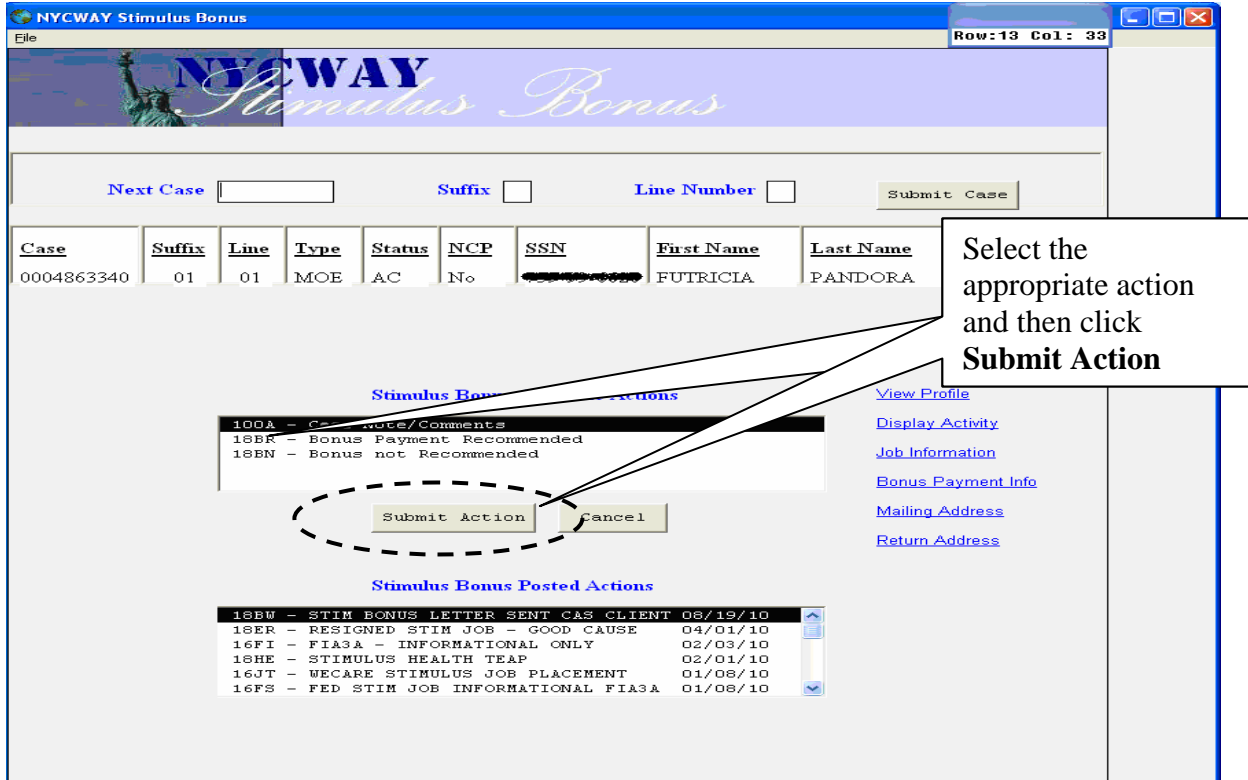 NYCWAY Stimulus Bonus
File
Row:13 Col: 33
NYCWAY
Stimulus Bonus
Next Case Suffix Line Number Submit Case
Case Suffix Line Type Status NCP SSN First Name Last Name
0004863340 01 01 MOE AC No FUTRICIA PANDORA
Select the
appropriate action
and then click
Submit Action
Stimulus Actions
100A - Note/Comments
18BR - Bonus Payment Recommended
18BN - Bonus not Recommended
Submit Action Cancel
View Profile
Display Activity
Job Information
Bonus Payment Info
Mailing Address
Return Address
Stimulus Bonus Posted Actions
18BW - STIM BONUS LETTER SENT CAS CLIENT 08/19/10
18ER - RESIGNED STIM JOB - GOOD CAUSE 04/01/10
16FI - FIA3A - INFORMATIONAL ONLY 02/03/10
18HE - STIMULUS HEALTH TEAP 02/01/10
16JT - WECARE STIMULUS JOB PLACEMENT 01/08/10
16FS - FED STIM JOB INFORMATIONAL FIA3A 01/08/10